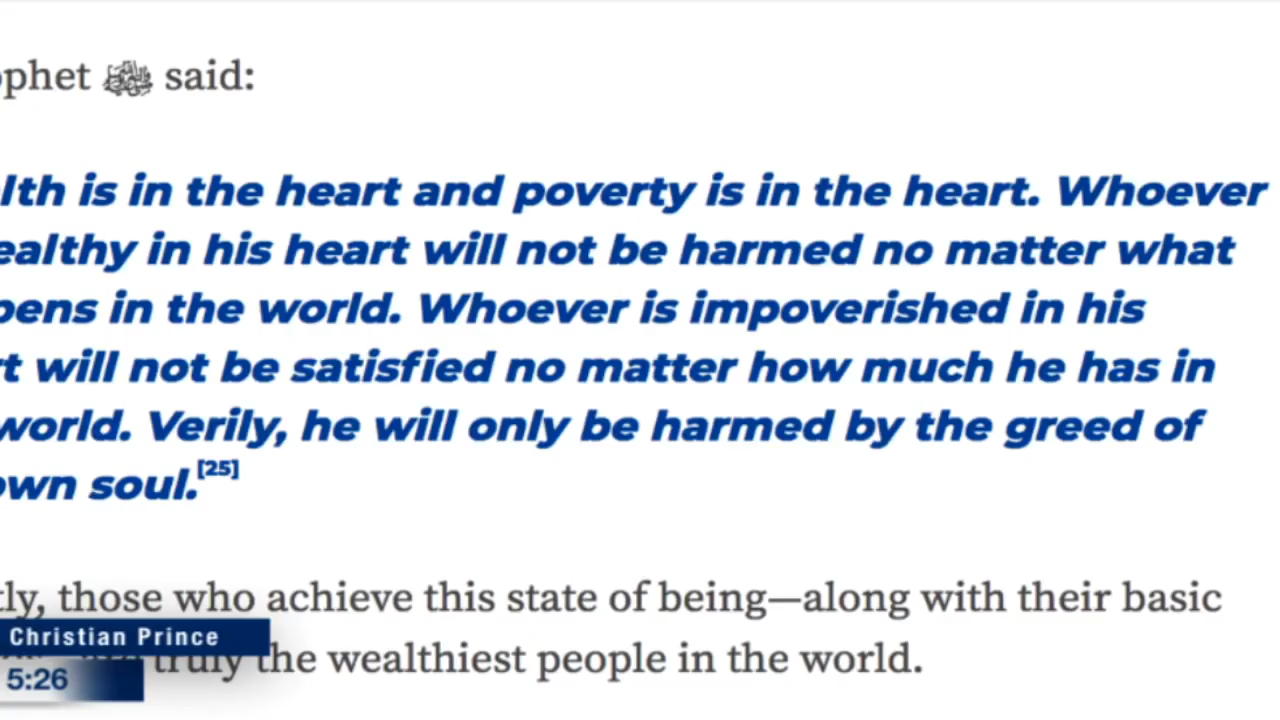 ophet ﷺ said:
lth is in the heart and poverty is in the heart. Whoever
ealthy in his heart will not be harmed no matter what
pens in the world. Whoever is impoverished in his
rt will not be satisfied no matter how much he has in
world. Verily, he will only be harmed by the greed of
own soul.[25]
tly, those who achieve this state of being—along with their basic
truly the wealthiest people in the world.
Christian Prince
5:26